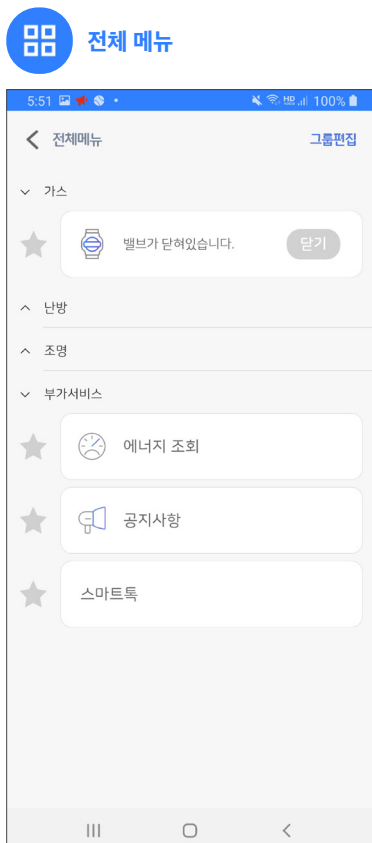 전체 메뉴
5:51 HD 100%
전체메뉴 그룹편집
가스
밸브가 닫혀있습니다. 닫기
난방
조명
부가서비스
에너지 조회
공지사항
스마트톡